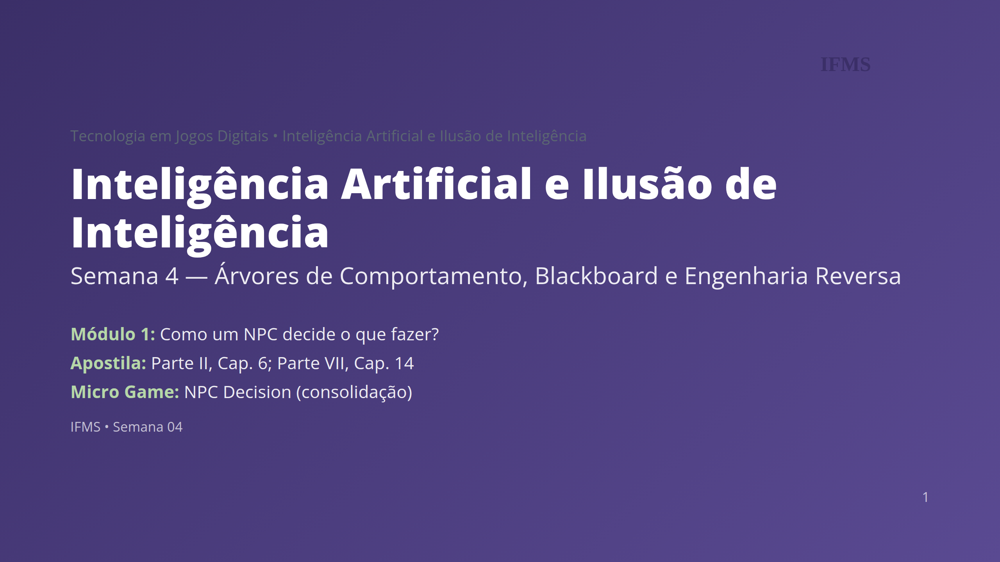 IFMS
Tecnologia em Jogos Digitais • Inteligência Artificial e Ilusão de Inteligência
Inteligência Artificial e Ilusão de
Inteligência
Semana 4 — Árvores de Comportamento, Blackboard e Engenharia Reversa
Módulo 1: Como um NPC decide o que fazer?
Apostila: Parte II, Cap. 6; Parte VII, Cap. 14
Micro Game: NPC Decision (consolidação)
IFMS • Semana 04
1